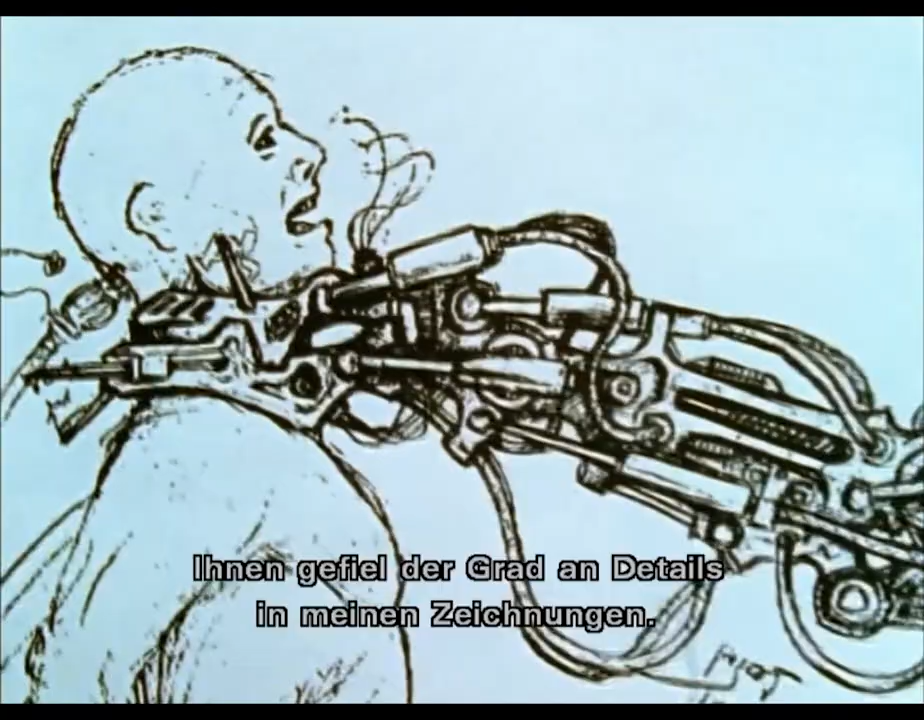 Ihnen gefiel der Grad an Details
in meinen Zeichnungen.